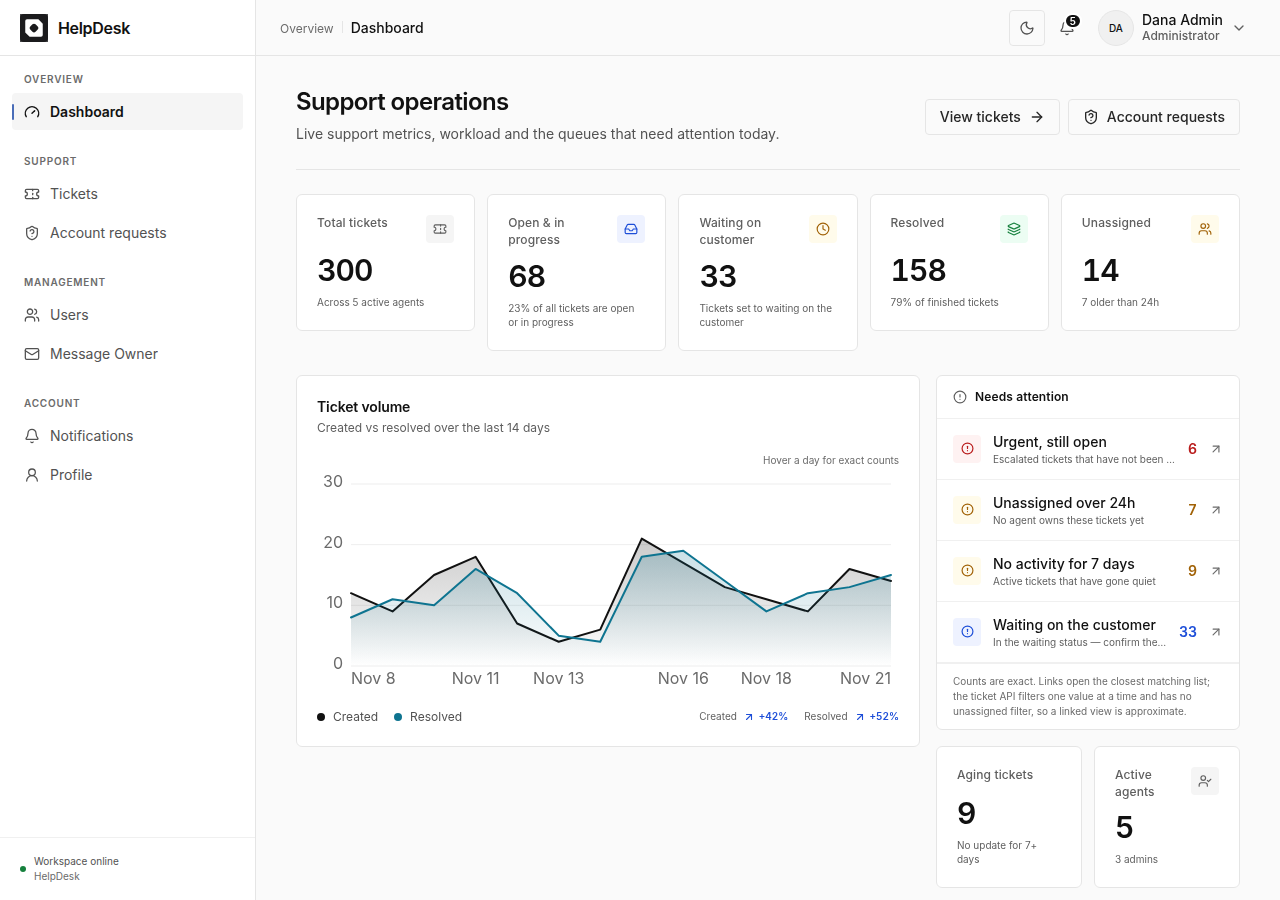 HelpDesk
OVERVIEW
Dashboard
SUPPORT
Tickets
Account requests
MANAGEMENT
Users
Message Owner
ACCOUNT
Notifications
Profile
Workspace online
HelpDesk
Overview
Dashboard
5
DA
Dana Admin
Administrator
Support operations
Live support metrics, workload and the queues that need attention today.
View tickets
Account requests
Total tickets
300
Across 5 active agents
Open & in
progress
68
23% of all tickets are open
or in progress
Waiting on
customer
33
Tickets set to waiting on the
customer
Resolved
158
79% of finished tickets
Unassigned
14
7 older than 24h
Ticket volume
Created vs resolved over the last 14 days
Hover a day for exact counts
30
20
10
0
Nov 8 Nov 11 Nov 13 Nov 16 Nov 18 Nov 21
Created Resolved
Created +42% Resolved +52%
Needs attention
Urgent, still open
Escalated tickets that have not been ...
6
Unassigned over 24h
No agent owns these tickets yet
7
No activity for 7 days
Active tickets that have gone quiet
9
Waiting on the customer
In the waiting status — confirm the...
33
Counts are exact. Links open the closest matching list;
the ticket API filters one value at a time and has no
unassigned filter, so a linked view is approximate.
Aging tickets
9
No update for 7+
days
Active
agents
5
3 admins